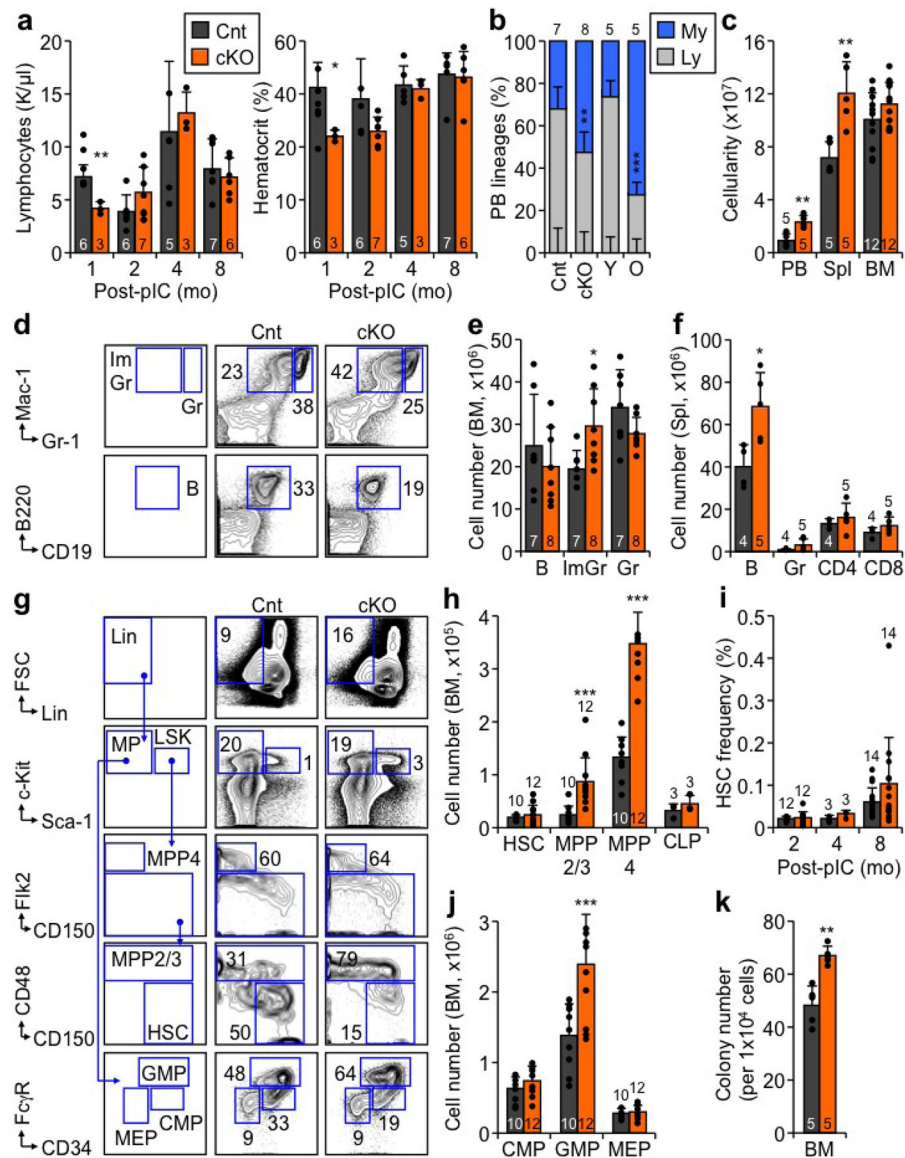 a
Cnt
cKO
Lymphocytes (K/µl)
20
15
10
5
0
**
6 3 6 7 5 3 7 6
1 2 4 8
Post-pIC (mo)
Hematocrit (%)
60
40
20
0
*
6 3 6 7 5 3 7 6
1 2 4 8
Post-pIC (mo)
b
My
Ly
PB lineages (%)
100
80
60
40
20
0
7 8 5 5
**
***
Cnt cKO Y O
c
Cellularity (x10⁷)
16
12
8
4
0
**
**
5 5 5 5 12 12
PB Spl BM
d
Cnt cKO
Im
Gr
Gr
Mac-1
Gr-1
23
38
42
25
B
B220
CD19
33
19
e
Cell number (BM, x10⁶)
50
40
30
20
10
0
*
7 8 7 8 7 8
B ImGr Gr
f
Cell number (Spl, x10⁶)
100
80
60
40
20
0
*
4 5 4 5 4 5 4 5
B Gr CD4 CD8
g
Cnt cKO
Lin
FSC
Lin
9
16
MP LSK
c-Kit
Sca-1
20
1
19
3
MPP4
Flk2
CD150
60
64
MPP2/3
HSC
CD48
CD150
31
50
79
15
GMP
CMP
MEP
FcγR
CD34
48
33
9
64
19
9
h
Cell number (BM, x10⁵)
4
3
2
1
0
***
***
10 12 10 12 10 12 3 3
HSC MPP MPP CLP
2/3 4
i
HSC frequency (%)
0.5
0.4
0.3
0.2
0.1
0
12 12 3 3 14 14
2 4 8
Post-pIC (mo)
j
Cell number (BM, x10⁶)
3
2
1
0
***
10 12 10 12 10 12
CMP GMP MEP
k
Colony number
(per 1x10⁴ cells)
80
60
40
20
0
**
5 5
BM